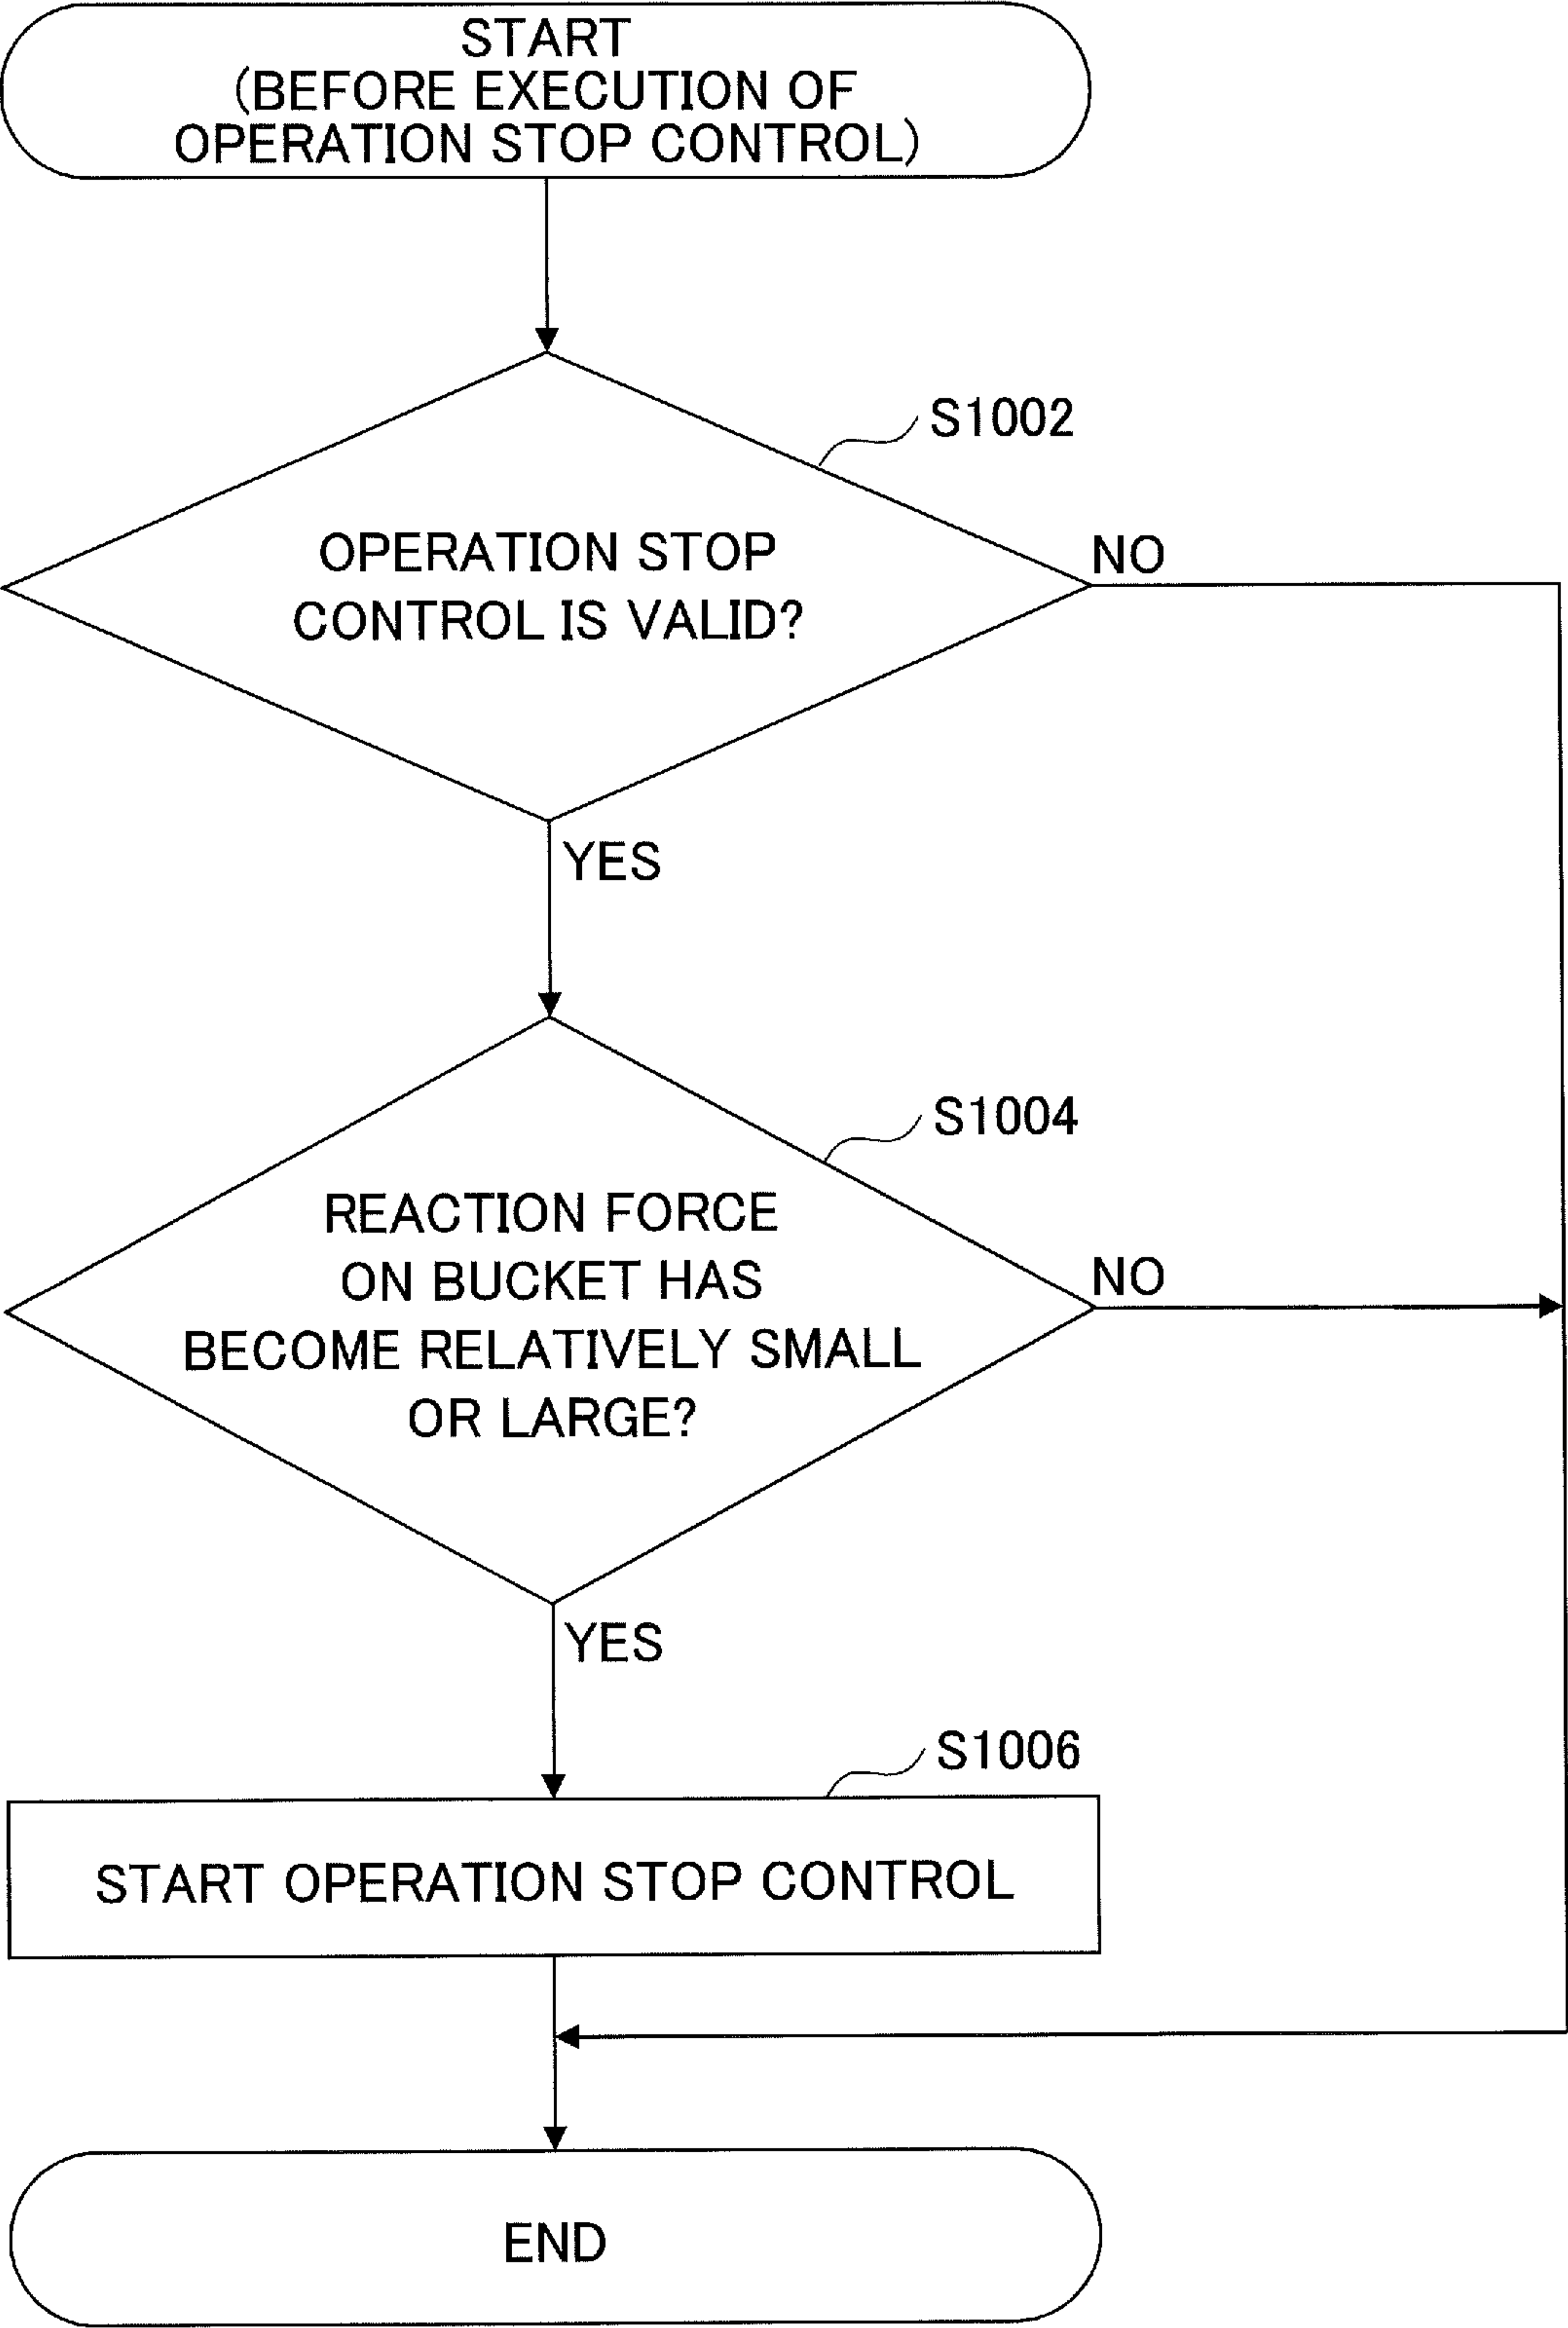 START
(BEFORE EXECUTION OF
OPERATION STOP CONTROL)
S1002
OPERATION STOP
CONTROL IS VALID?
NO
YES
S1004
REACTION FORCE
ON BUCKET HAS
BECOME RELATIVELY SMALL
OR LARGE?
NO
YES
S1006
START OPERATION STOP CONTROL
END